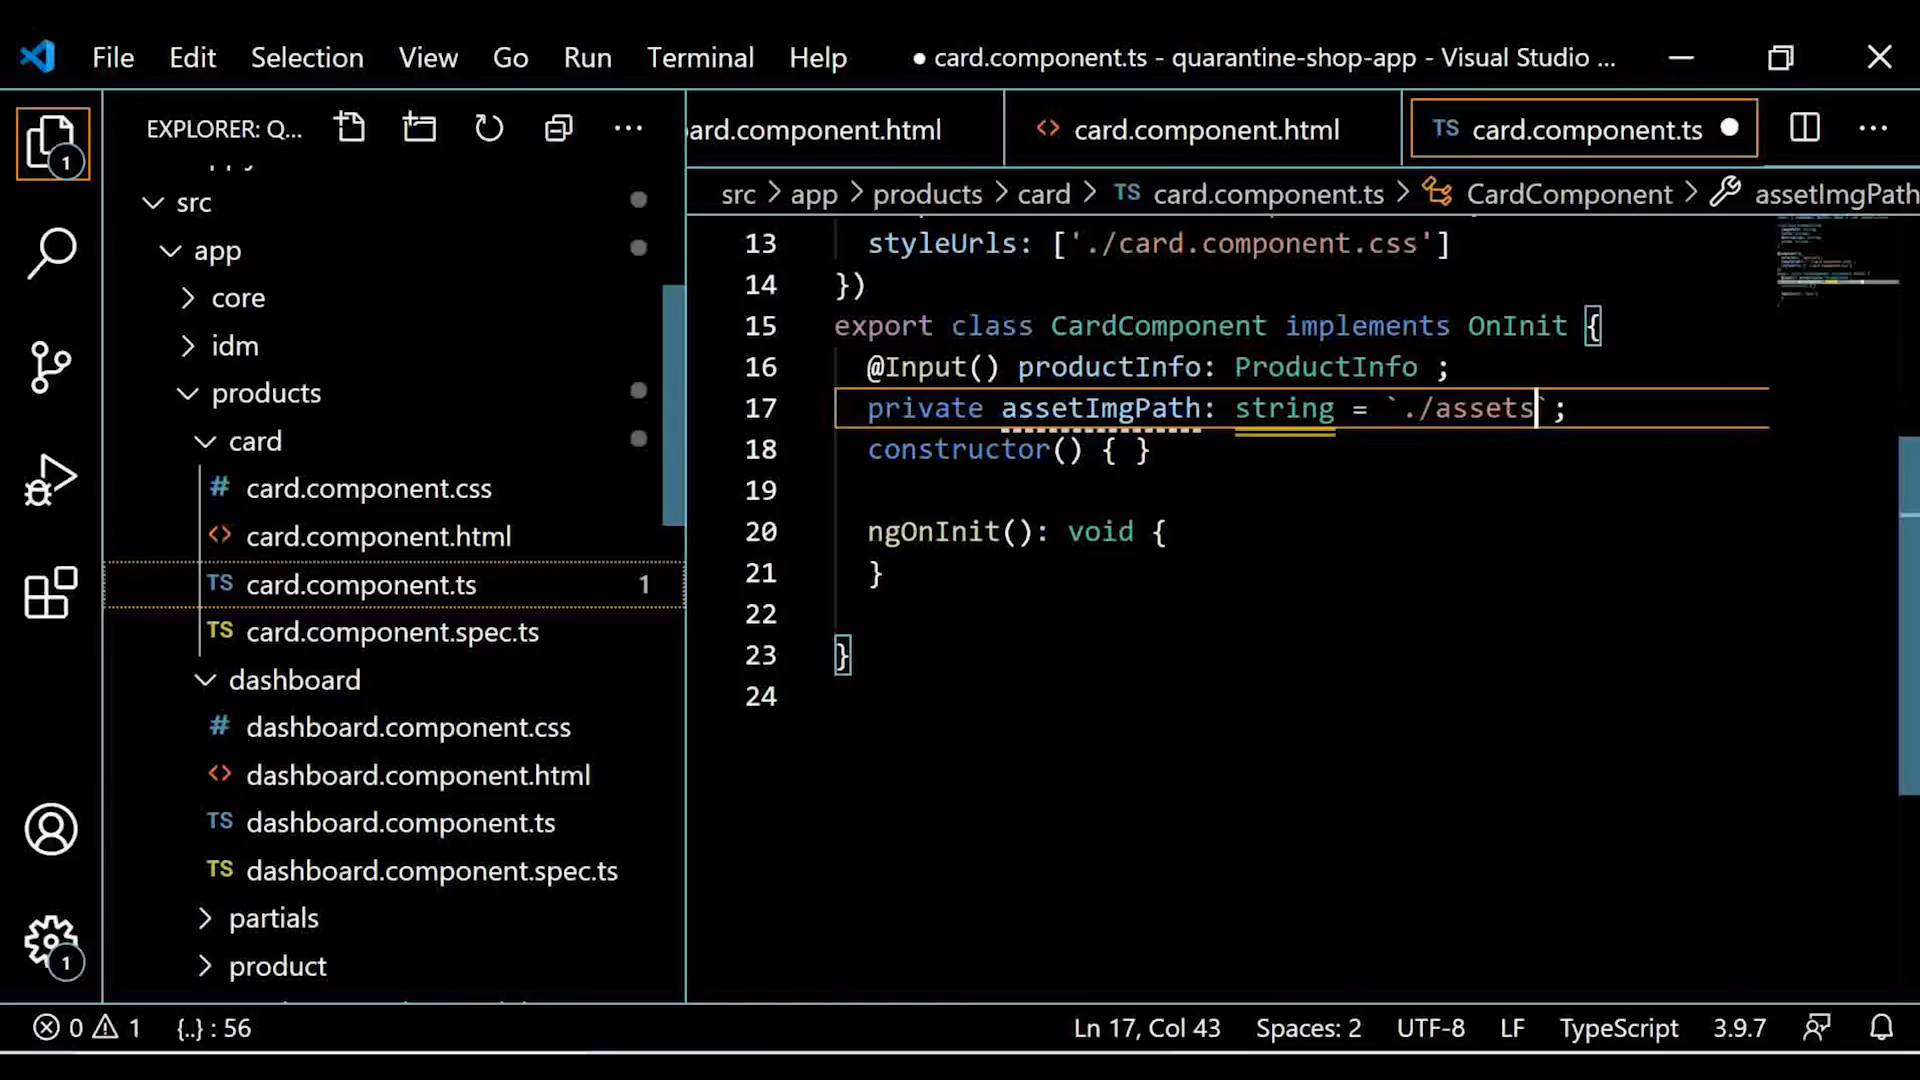 File Edit Selection View Go Run Terminal Help ● card.component.ts - quarantine-shop-app - Visual Studio ...
EXPLORER: Q...
src
app
core
idm
products
card
# card.component.css
<> card.component.html
TS card.component.ts 1
TS card.component.spec.ts
dashboard
# dashboard.component.css
<> dashboard.component.html
TS dashboard.component.ts
TS dashboard.component.spec.ts
partials
product
1
1
ard.component.html
<> card.component.html
TS card.component.ts
src > app > products > card > TS card.component.ts > CardComponent > assetImgPath
13 styleUrls: ['./card.component.css']
14 })
15 export class CardComponent implements OnInit {
16 @Input() productInfo: ProductInfo ;
17 private assetImgPath: string = `./assets`;
18 constructor() { }
19
20 ngOnInit(): void {
21 }
22
23 }
24
0 1 {..} : 56
Ln 17, Col 43 Spaces: 2 UTF-8 LF TypeScript 3.9.7